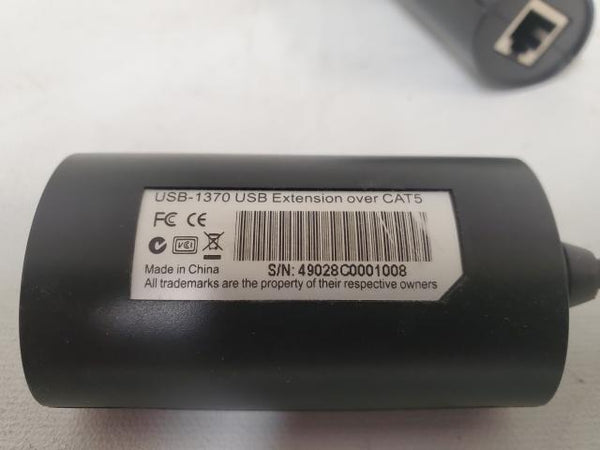 USB-1370 USB Extension over CAT5
FC CE
VCI
S/N: 49028C0001008
Made in China
All trademarks are the property of their respective owners